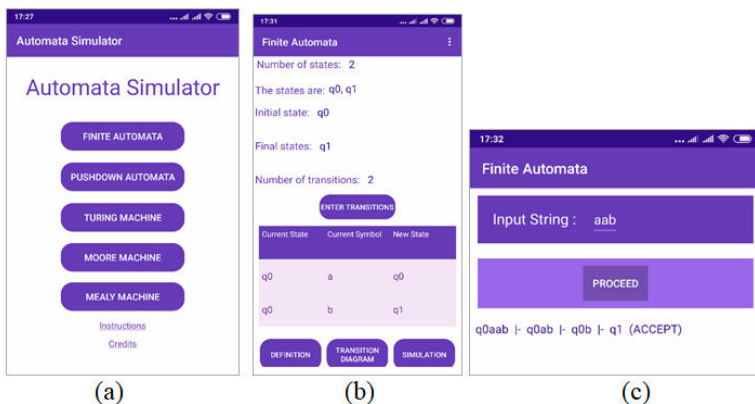 17:27
Automata Simulator
Automata Simulator
FINITE AUTOMATA
PUSHDOWN AUTOMATA
TURING MACHINE
MOORE MACHINE
MEALY MACHINE
Instructions
Credits
(a)
17:31
Finite Automata
Number of states: 2
The states are: q0, q1
Initial state: q0
Final states: q1
Number of transitions: 2
ENTER TRANSITIONS
Current State Current Symbol New State
q0 a q0
q0 b q1
DEFINITION TRANSITION DIAGRAM SIMULATION
(b)
17:32
Finite Automata
Input String : aab
PROCEED
q0aab |- q0ab |- q0b |- q1 (ACCEPT)
(c)